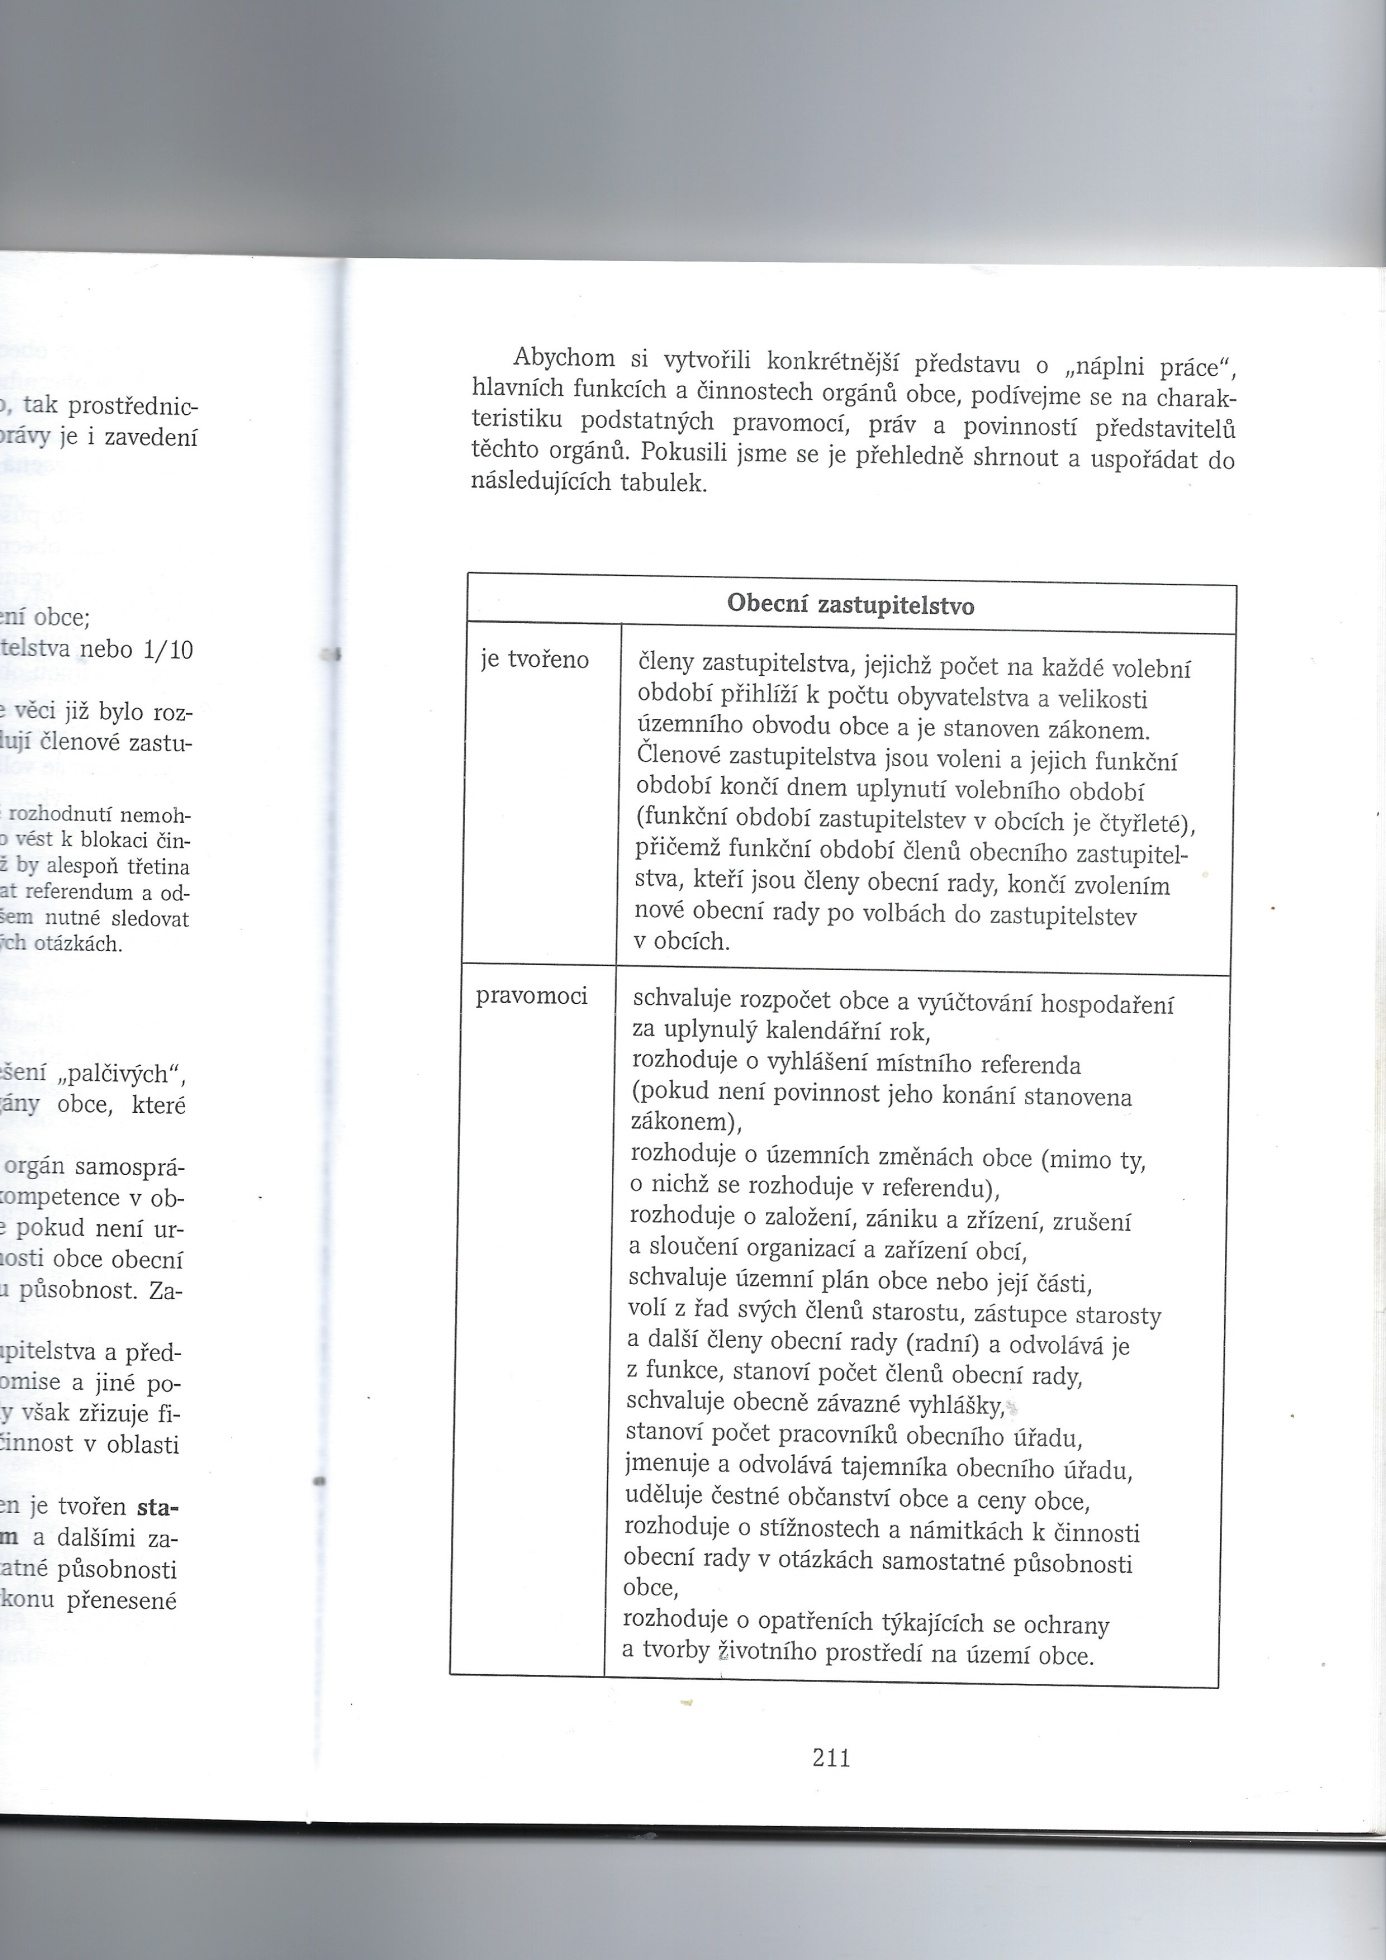 tak prostřednic-
je i zavedení
obce;
nebo 1/10
věci již bylo roz-
členové zastu-
rozhodnutí nemoh-
vést k blokaci čin-
by alespoň třetina
referendum a od-
nutné sledovat
otázkách.
„palčivých“,
obce, které
orgán samosprá-
v ob-
pokud není ur-
obce obecní
působnost. Za-
a před-
a jiné po-
však zřizuje fi-
v oblasti
je tvořen sta-
a dalšími za-
působnosti
přenesené
Abychom si vytvořili konkrétnější představu o „náplni práce“,
hlavních funkcích a činnostech orgánů obce, podívejme se na charak-
teristiku podstatných pravomocí, práv a povinností představitelů
těchto orgánů. Pokusili jsme se je přehledně shrnout a uspořádat do
následujících tabulek.
Obecní zastupitelstvo
je tvořeno
členy zastupitelstva, jejichž počet na každé volební
období přihlíží k počtu obyvatelstva a velikosti
územního obvodu obce a je stanoven zákonem.
Členové zastupitelstva jsou voleni a jejich funkční
období končí dnem uplynutí volebního období
(funkční období zastupitelstev v obcích je čtyřleté),
přičemž funkční období členů obecního zastupitel-
stva, kteří jsou členy obecní rady, končí zvolením
nové obecní rady po volbách do zastupitelstev
v obcích.
pravomoci
schvaluje rozpočet obce a vyúčtování hospodaření
za uplynulý kalendářní rok,
rozhoduje o vyhlášení místního referenda
(pokud není povinnost jeho konání stanovena
zákonem),
rozhoduje o územních změnách obce (mimo ty,
o nichž se rozhoduje v referendu),
rozhoduje o založení, zániku a zřízení, zrušení
a sloučení organizací a zařízení obcí,
schvaluje územní plán obce nebo její části,
volí z řad svých členů starostu, zástupce starosty
a další členy obecní rady (radní) a odvolává je
z funkce, stanoví počet členů obecní rady,
schvaluje obecně závazné vyhlášky,
stanoví počet pracovníků obecního úřadu,
jmenuje a odvolává tajemníka obecního úřadu,
uděluje čestné občanství obce a ceny obce,
rozhoduje o stížnostech a námitkách k činnosti
obecní rady v otázkách samostatné působnosti
obce,
rozhoduje o opatřeních týkajících se ochrany
a tvorby životního prostředí na území obce.
211